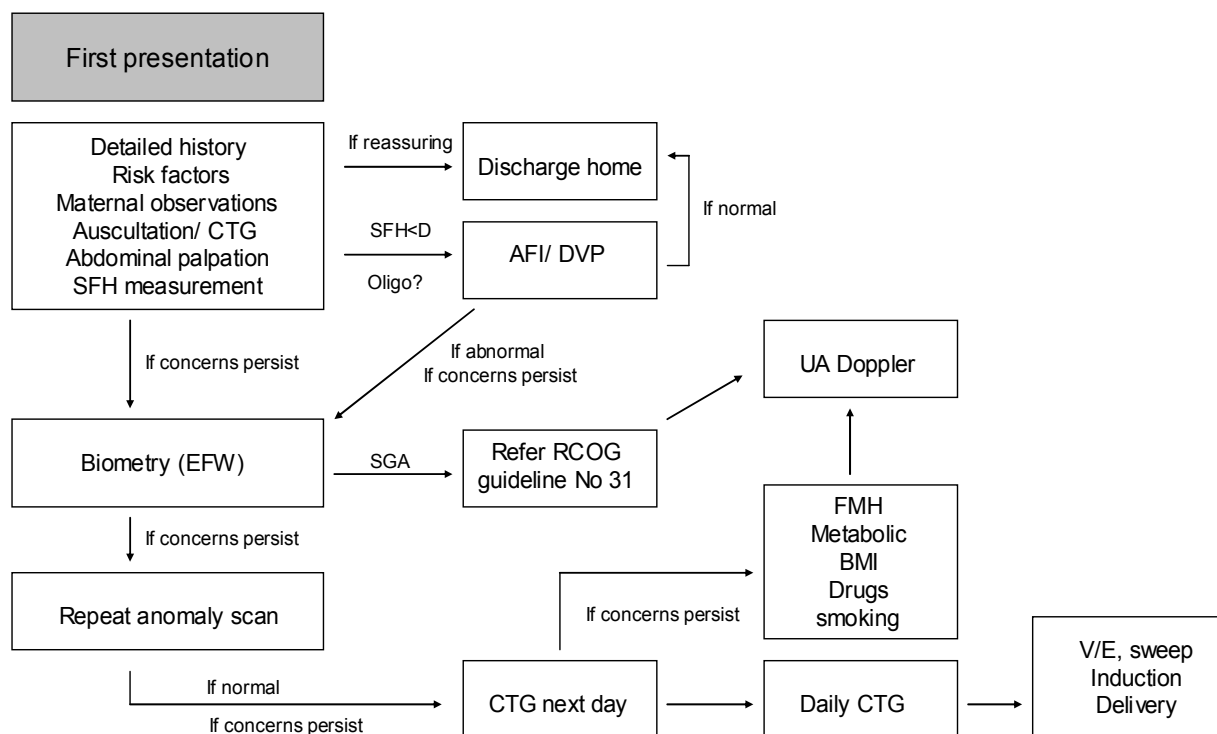 First presentation
Detailed history
Risk factors
Maternal observations
Auscultation/ CTG
Abdominal palpation
SFH measurement
If reassuring
Discharge home
If normal
SFH<D
Oligo?
AFI/ DVP
If concerns persist
If abnormal
If concerns persist
UA Doppler
Biometry (EFW)
SGA
Refer RCOG
guideline No 31
FMH
Metabolic
BMI
Drugs
smoking
If concerns persist
Repeat anomaly scan
If concerns persist
If normal
If concerns persist
CTG next day
Daily CTG
V/E, sweep
Induction
Delivery